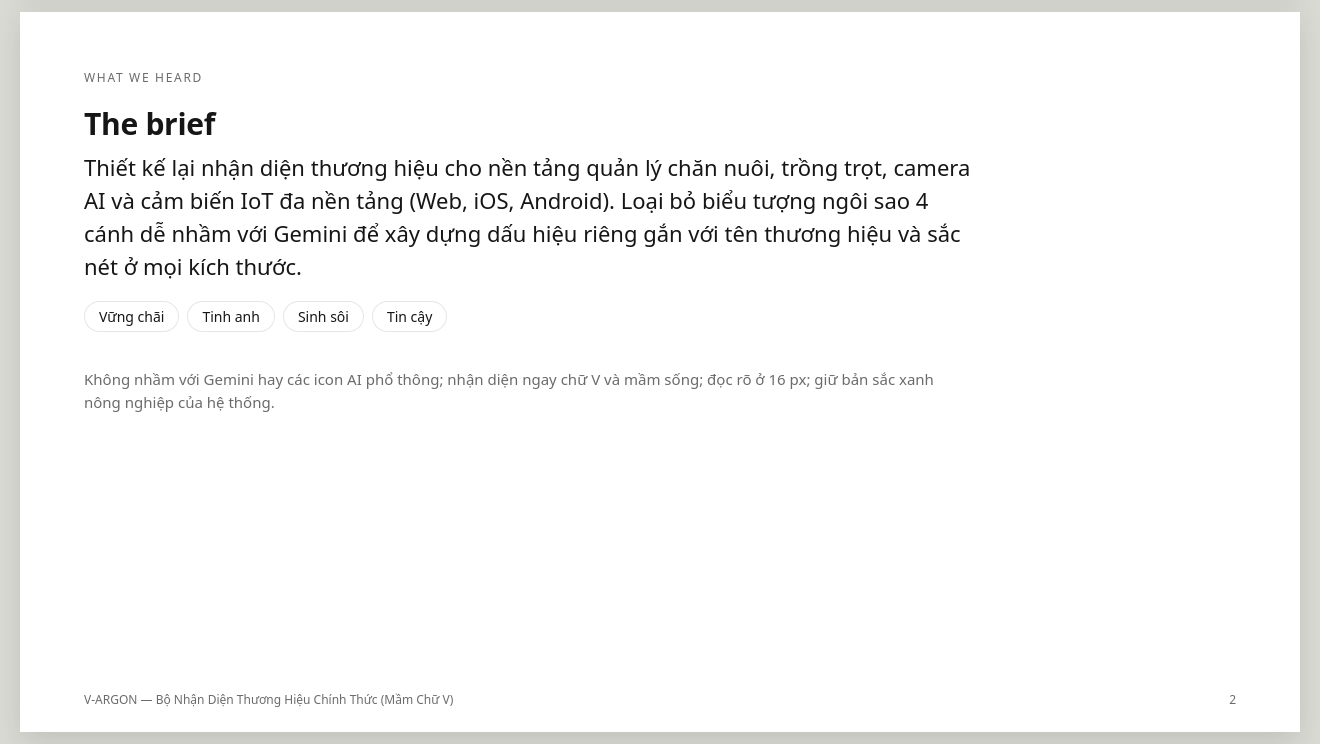 WHAT WE HEARD
The brief
Thiết kế lại nhận diện thương hiệu cho nền tảng quản lý chăn nuôi, trồng trọt, camera
AI và cảm biến IoT đa nền tảng (Web, iOS, Android). Loại bỏ biểu tượng ngôi sao 4
cánh dễ nhầm với Gemini để xây dựng dấu hiệu riêng gắn với tên thương hiệu và sắc
nét ở mọi kích thước.
Vững chãi
Tinh anh
Sinh sôi
Tin cậy
Không nhầm với Gemini hay các icon AI phổ thông; nhận diện ngay chữ V và mầm sống; đọc rõ ở 16 px; giữ bản sắc xanh
nông nghiệp của hệ thống.
V-ARGON — Bộ Nhận Diện Thương Hiệu Chính Thức (Mầm Chữ V)
2